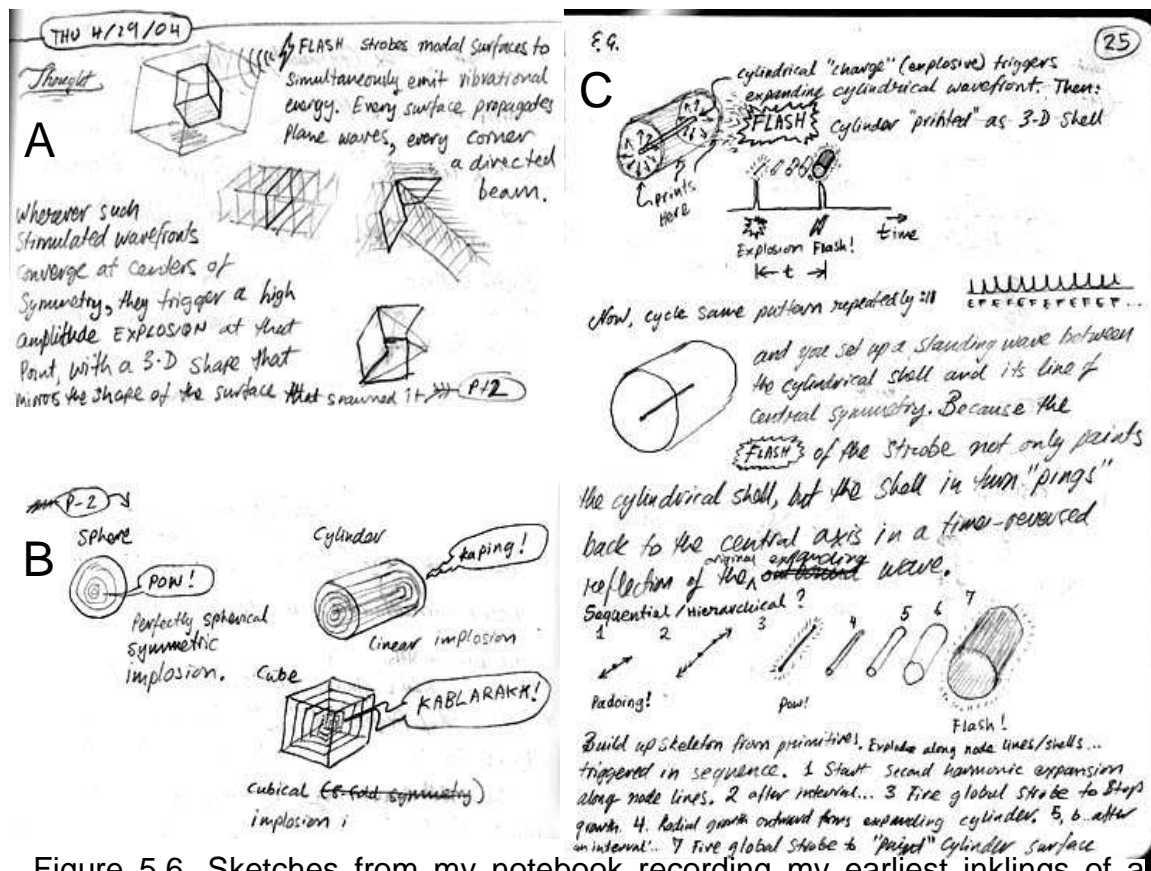 THU 4/29/04
Thought
A
FLASH strobes modal surfaces to
simultaneously emit vibrational
energy. Every surface propagates
plane waves, every corner
a directed
beam.
Wherever such
Stimulated wavefronts
converge at centers of
Symmetry, they trigger a high
amplitude EXPLOSION at that
Point, with a 3-D shape that
mirrors the shape of the surface that spawned it.
P-2
P-2
B
Sphere
POW!
Perfectly spherical
symmetric
implosion.
Cylinder
Kaping!
linear implosion
Cube
KABLARAKH!
cubical (6-fold symmetry)
implosion
E.G.
25
C
cylindrical "charge" (explosive) triggers
expanding cylindrical wavefront. Then:
FLASH
Cylinder "printed" as 3-D shell
prints
Here
Explosion Flash!
time
t
Now, cycle same pattern repeatedly:
E F E F E F E F E F E F ...
and you set up a standing wave between
the cylindrical shell and its line of
central symmetry. Because the
FLASH of the strobe not only paints
the cylindrical shell, but the shell in turn "pings"
back to the central axis in a time-reversed
reflection of the original expanding wave.
Sequential/Hierarchical?
1 2 3 4 5 6 7
Padoing!
Pow!
Flash!
Build up skeleton from primitives. Explode along node lines/shells...
triggered in sequence. 1 Start second harmonic expansion
along node lines. 2 after interval... 3 Fire global strobe to stop
growth. 4. Radial growth outward forms expanding cylinder. 5, 6 after
an interval... 7 Fire global strobe to "paint" cylinder surface
Figure 5.6. Sketches from my notebook recording my earliest inklings of a